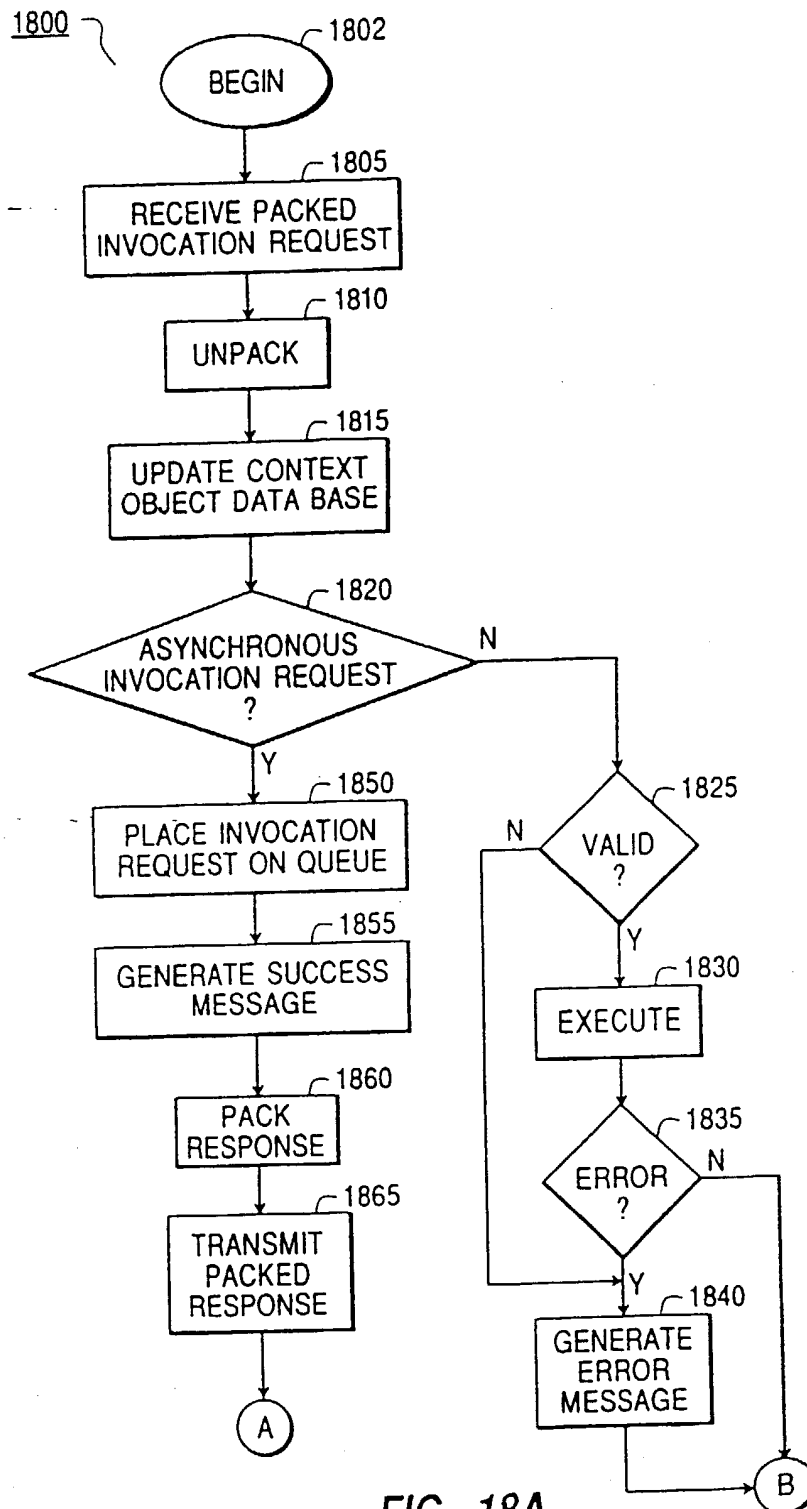 1800
1802
BEGIN
1805
RECEIVE PACKED
INVOCATION REQUEST
1810
UNPACK
1815
UPDATE CONTEXT
OBJECT DATA BASE
1820
ASYNCHRONOUS
INVOCATION REQUEST
?
N
Y
1850
PLACE INVOCATION
REQUEST ON QUEUE
1855
GENERATE SUCCESS
MESSAGE
1860
PACK
RESPONSE
1865
TRANSMIT
PACKED
RESPONSE
A
1825
VALID
?
N
Y
1830
EXECUTE
1835
ERROR
?
N
Y
1840
GENERATE
ERROR
MESSAGE
B
FIG. 18A